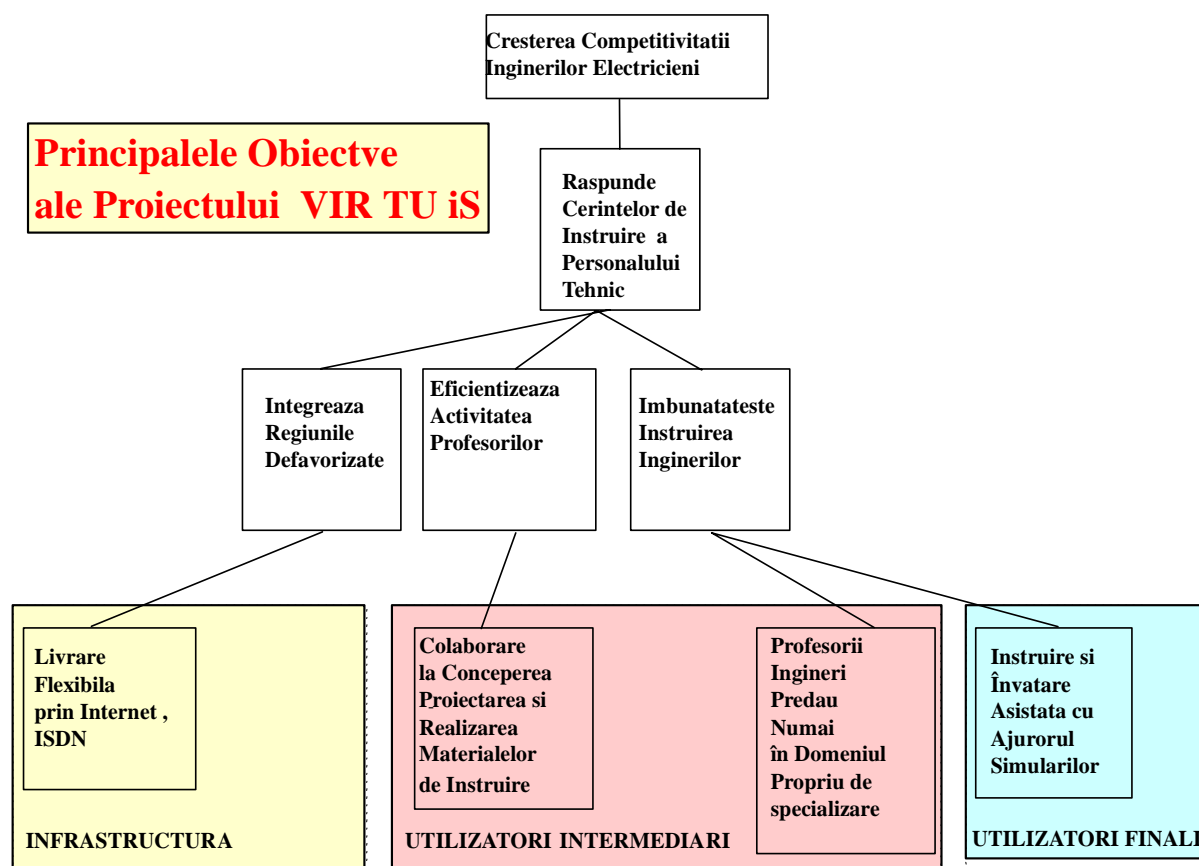 Cresterea Competitivitatii
Inginerilor Electricieni
Principalele Obiectve
ale Proiectului VIR TU iS
Raspunde
Cerintelor de
Instruire a
Personalului
Tehnic
Integreaza
Regiunile
Defavorizate
Eficientizeaza
Activitatea
Profesorilor
Imbunatateste
Instruirea
Inginerilor
Livrare
Flexibila
prin Internet ,
ISDN
INFRASTRUCTURA
Colaborare
la Conceperea
Proiectarea si
Realizarea
Materialelor
de Instruire
Profesorii
Ingineri
Predau
Numai
în Domeniul
Propriu de
specializare
UTILIZATORI INTERMEDIARI
Instruire si
Învatare
Asistata cu
Ajurorul
Simularilor
UTILIZATORI FINALI